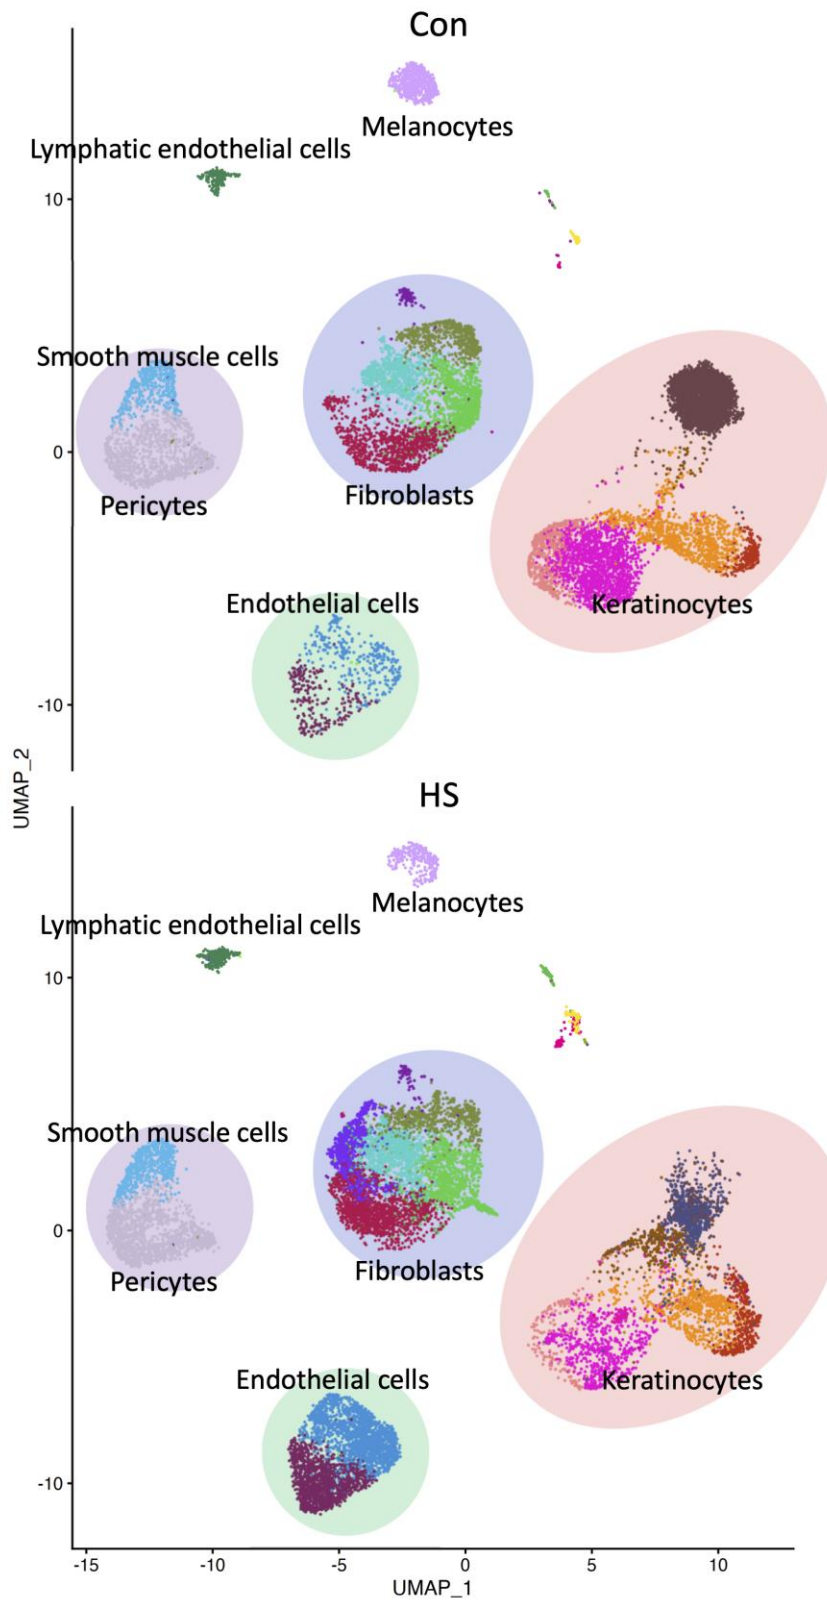 Con
Melanocytes
Lymphatic endothelial cells
10
Smooth muscle cells
0
Pericytes
Fibroblasts
Endothelial cells
Keratinocytes
-10
UMAP_2
HS
Melanocytes
Lymphatic endothelial cells
10
Smooth muscle cells
0
Pericytes
Fibroblasts
Endothelial cells
Keratinocytes
-10
-15 -10 -5 0 5 10
UMAP_1